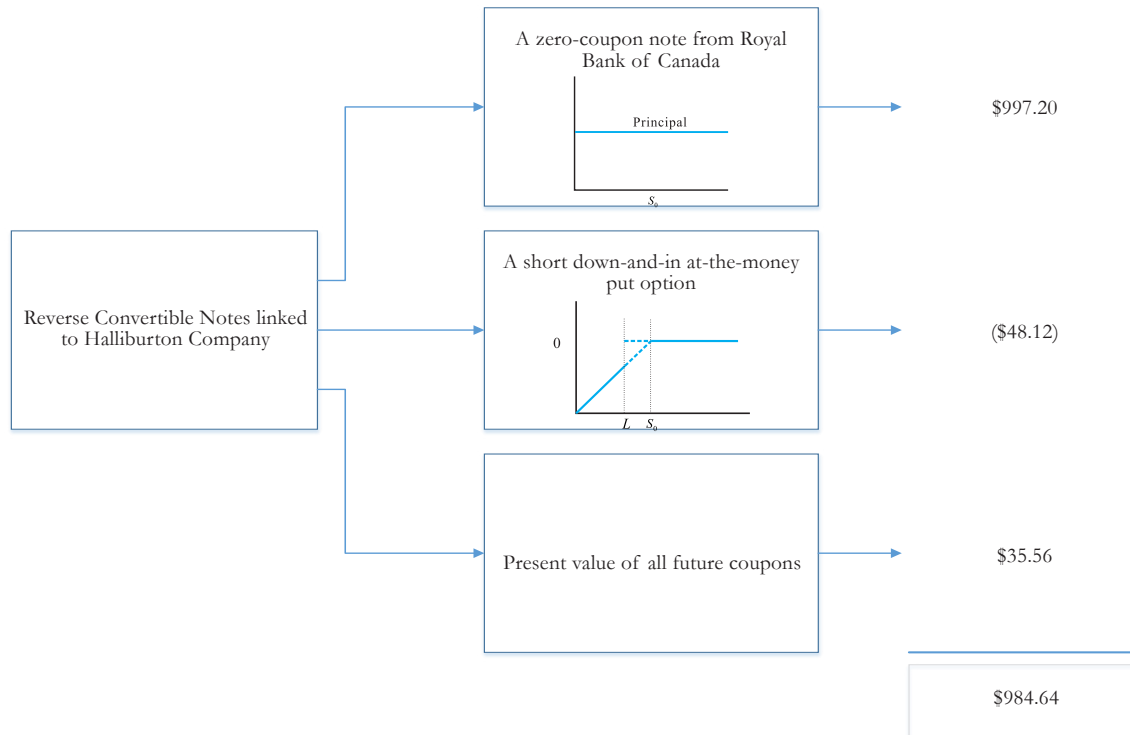 A zero-coupon note from Royal
Bank of Canada
Principal
S₀
$997.20
Reverse Convertible Notes linked
to Halliburton Company
A short down-and-in at-the-money
put option
0
L S₀
($48.12)
Present value of all future coupons
$35.56
$984.64